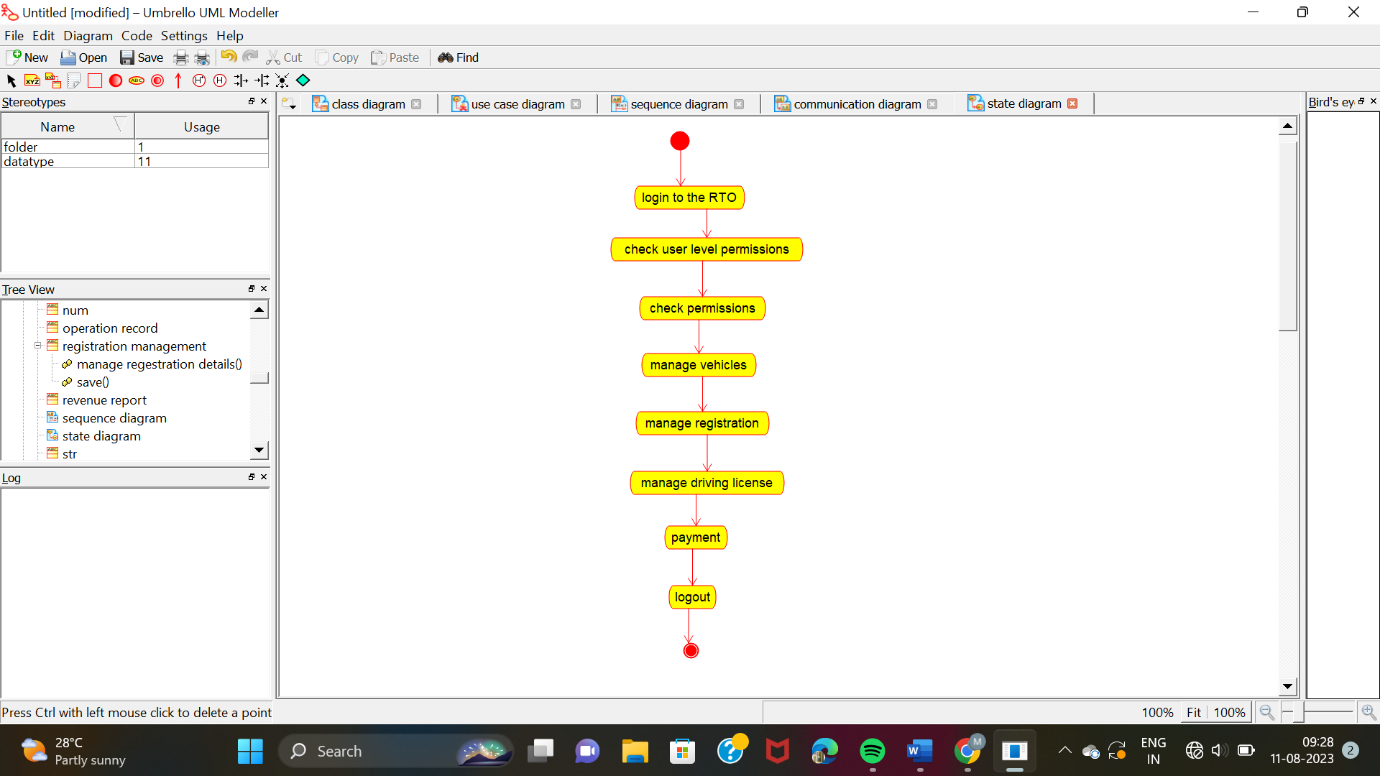 Untitled [modified] – Umbrello UML Modeller
File Edit Diagram Code Settings Help
New Open Save Cut Copy Paste Find
Stereotypes
Name Usage
folder 1
datatype 11
Tree View
num
operation record
registration management
manage regestration details()
save()
revenue report
sequence diagram
state diagram
str
Log
class diagram use case diagram sequence diagram communication diagram state diagram
Bird's ey
login to the RTO
check user level permissions
check permissions
manage vehicles
manage registration
manage driving license
payment
logout
Press Ctrl with left mouse click to delete a point
100% Fit 100%
28°C
Partly sunny
Search
ENG
IN
09:28
11-08-2023
2